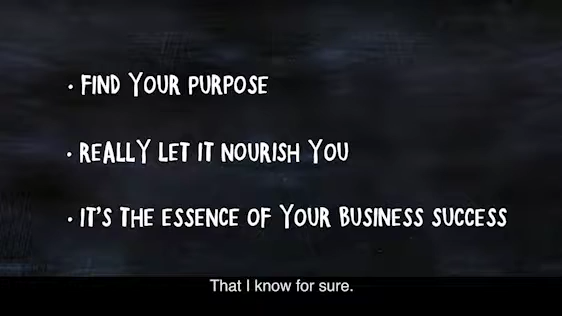 • FIND YOUR PURPOSE
• REALLY LET IT NOURISH YOU
• IT'S THE ESSENCE OF YOUR BUSINESS SUCCESS
That I know for sure.